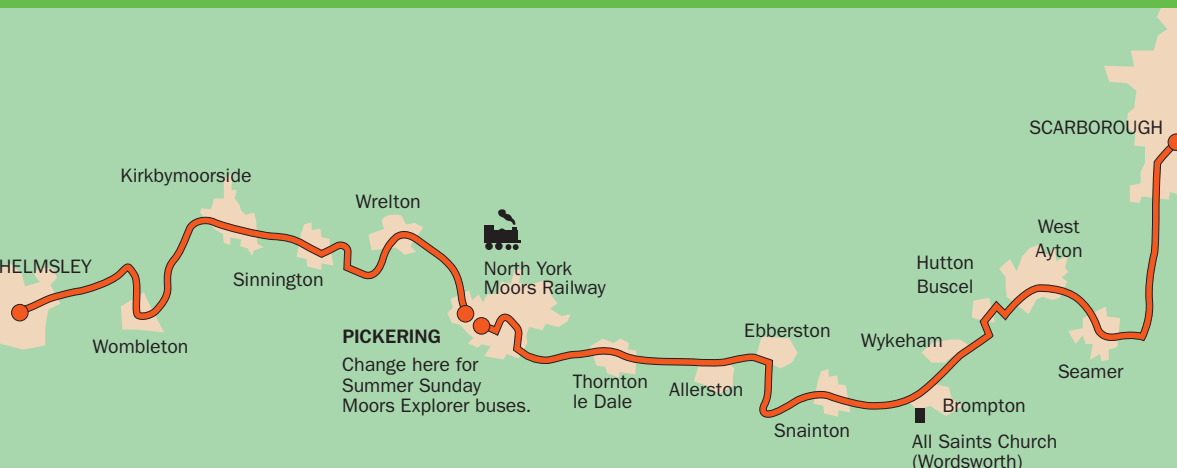 SCARBOROUGH
Kirkbymoorside
Wrelton
West
Ayton
Hutton
Buscel
HELMSLEY
Sinnington
North York
Moors Railway
Wombleton
PICKERING
Change here for
Summer Sunday
Moors Explorer buses.
Ebberston
Wykeham
Seamer
Thornton
le Dale
Allerston
Brompton
Snainton
All Saints Church
(Wordsworth)